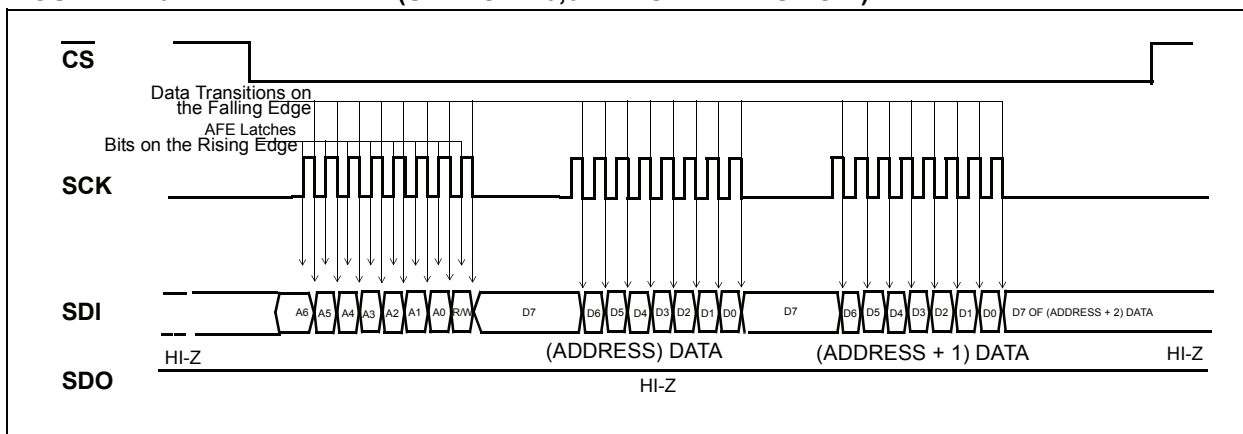 CS
Data Transitions on
the Falling Edge
AFE Latches
Bits on the Rising Edge
SCK
SDI
A6 A5 A4 A3 A2 A1 A0 R/W D7 D6 D5 D4 D3 D2 D1 D0 D7 D6 D5 D4 D3 D2 D1 D0 D7 OF (ADDRESS + 2) DATA
(ADDRESS) DATA (ADDRESS + 1) DATA
HI-Z HI-Z
SDO
HI-Z